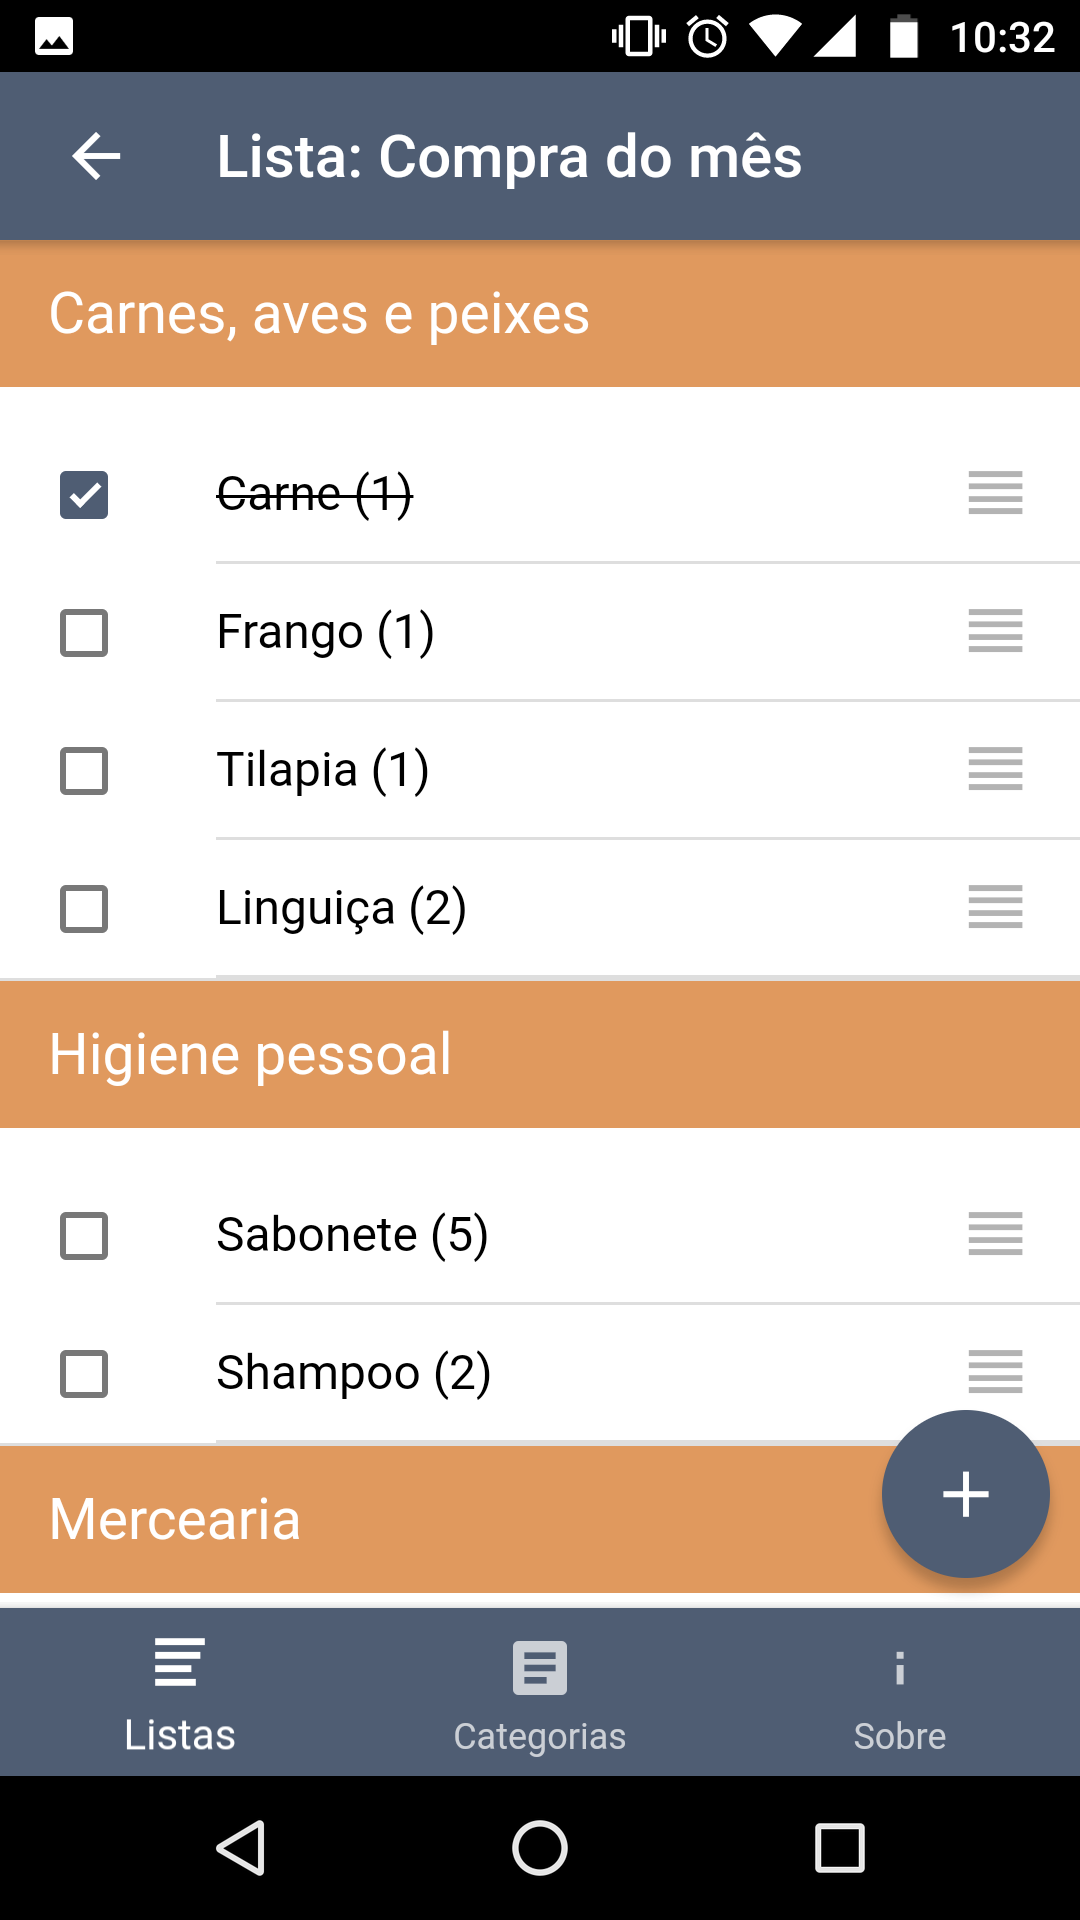 10:32
Lista: Compra do mês
Carnes, aves e peixes
Carne (1)
Frango (1)
Tilapia (1)
Linguiça (2)
Higiene pessoal
Sabonete (5)
Shampoo (2)
Mercearia
Listas
Categorias
Sobre